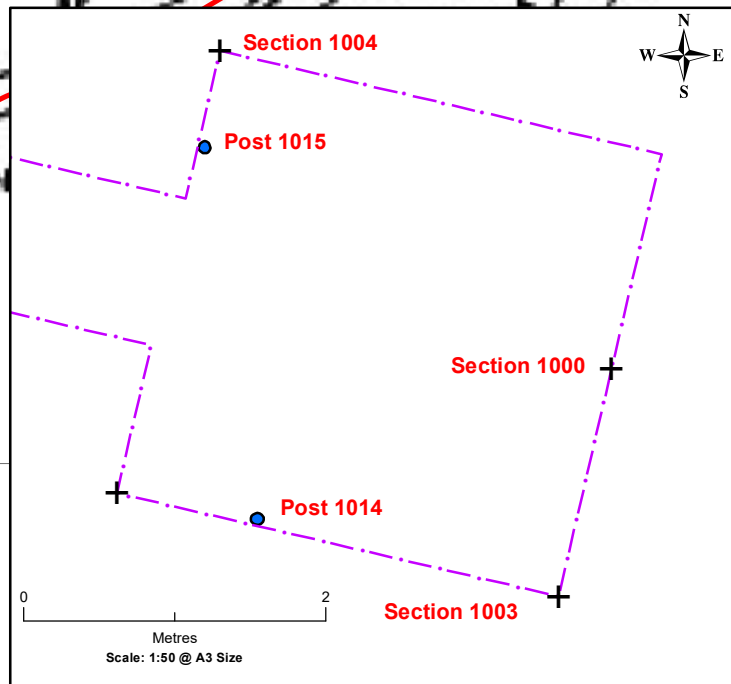 Section 1004
N
W E
S
Post 1015
Section 1000
Post 1014
Section 1003
0 2
Metres
Scale: 1:50 @ A3 Size